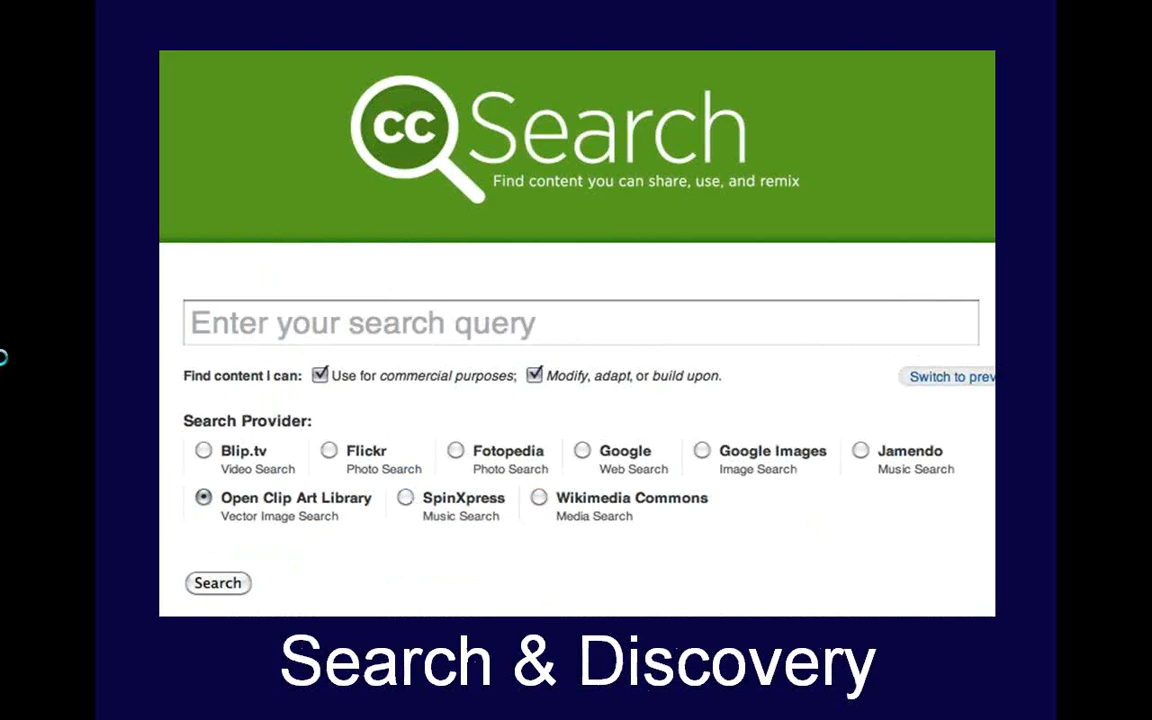 cc Search
Find content you can share, use, and remix
Enter your search query
Find content I can: Use for commercial purposes; Modify, adapt, or build upon. Switch to prev
Search Provider:
Blip.tv Flickr Fotopedia Google Google Images Jamendo
Video Search Photo Search Photo Search Web Search Image Search Music Search
Open Clip Art Library SpinXpress Wikimedia Commons
Vector Image Search Music Search Media Search
Search
Search & Discovery